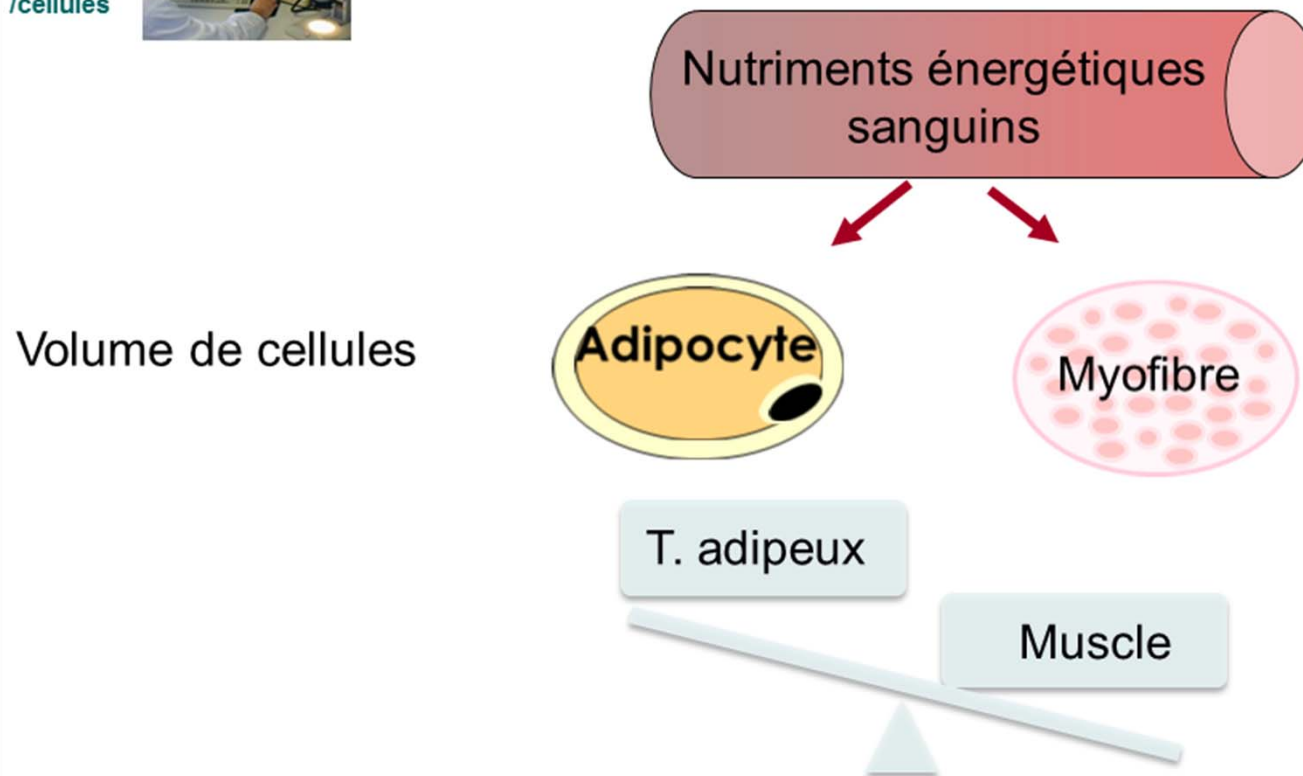 /cellules
Nutriments énergétiques
sanguins
Volume de cellules
Adipocyte
Myofibre
T. adipeux
Muscle